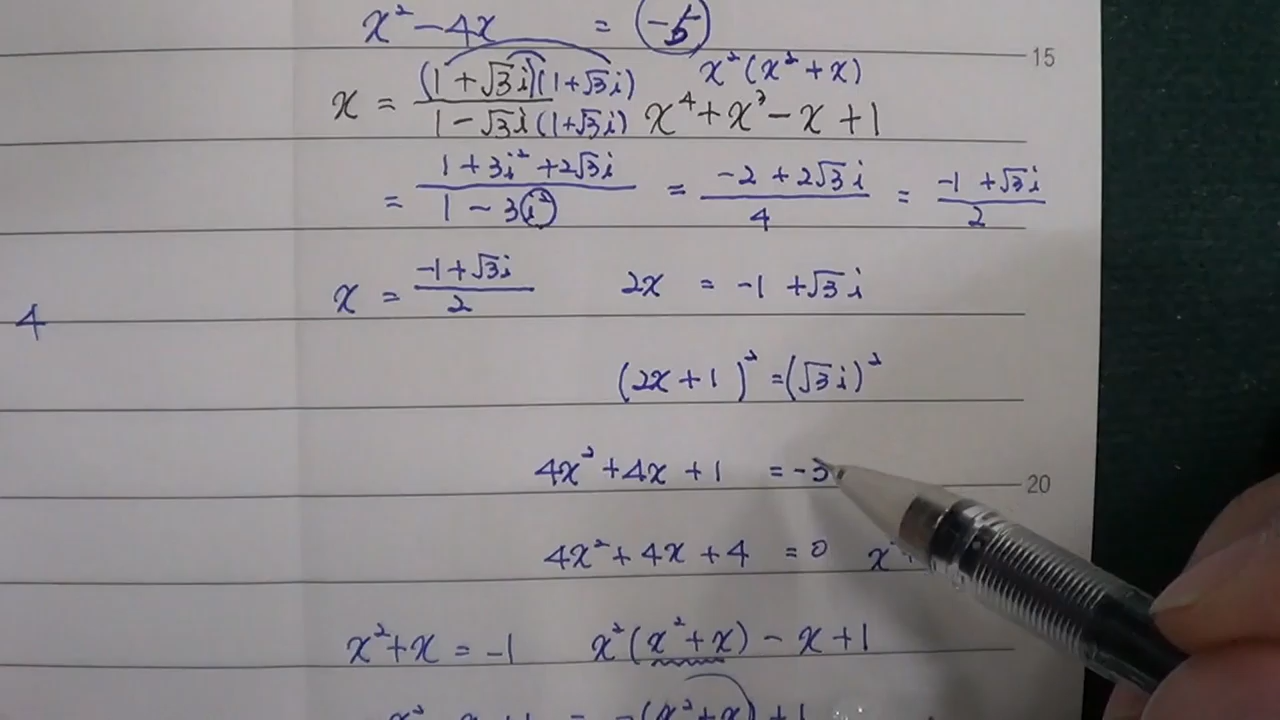 x² - 4x = -5
15
x = (1 + √3i)(1 + √3i) / 1 - √3i (1 + √3i) x²(x² + x)
x⁴ + x³ - x + 1
= 1 + 3i² + 2√3i / 1 - 3i² = -2 + 2√3i / 4 = -1 + √3i / 2
x = -1 + √3i / 2 2x = -1 + √3i
4
(2x + 1)² = (√3i)²
4x² + 4x + 1 = -3
20
4x² + 4x + 4 = 0
x² + x = -1 x²(x² + x) - x + 1
= -(x² + x) + 1